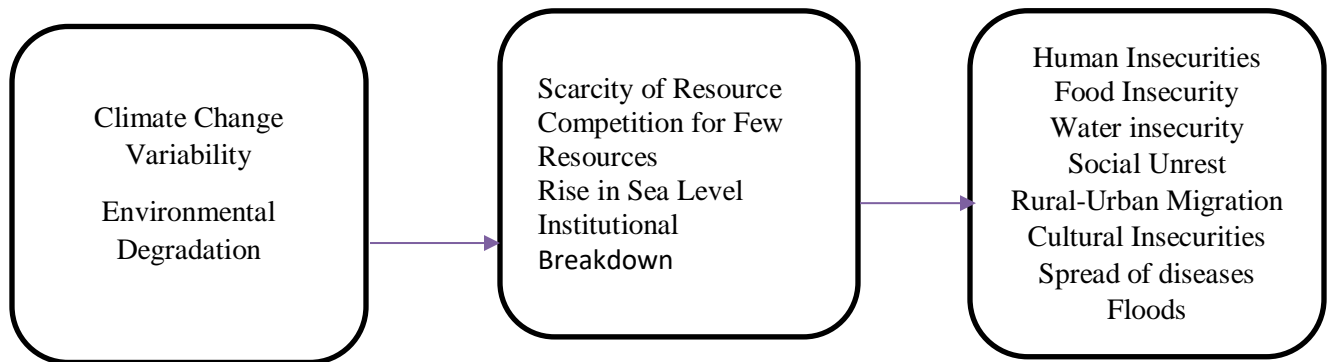 Climate Change
Variability
Environmental
Degradation
Scarcity of Resource
Competition for Few
Resources
Rise in Sea Level
Institutional
Breakdown
Human Insecurities
Food Insecurity
Water insecurity
Social Unrest
Rural-Urban Migration
Cultural Insecurities
Spread of diseases
Floods